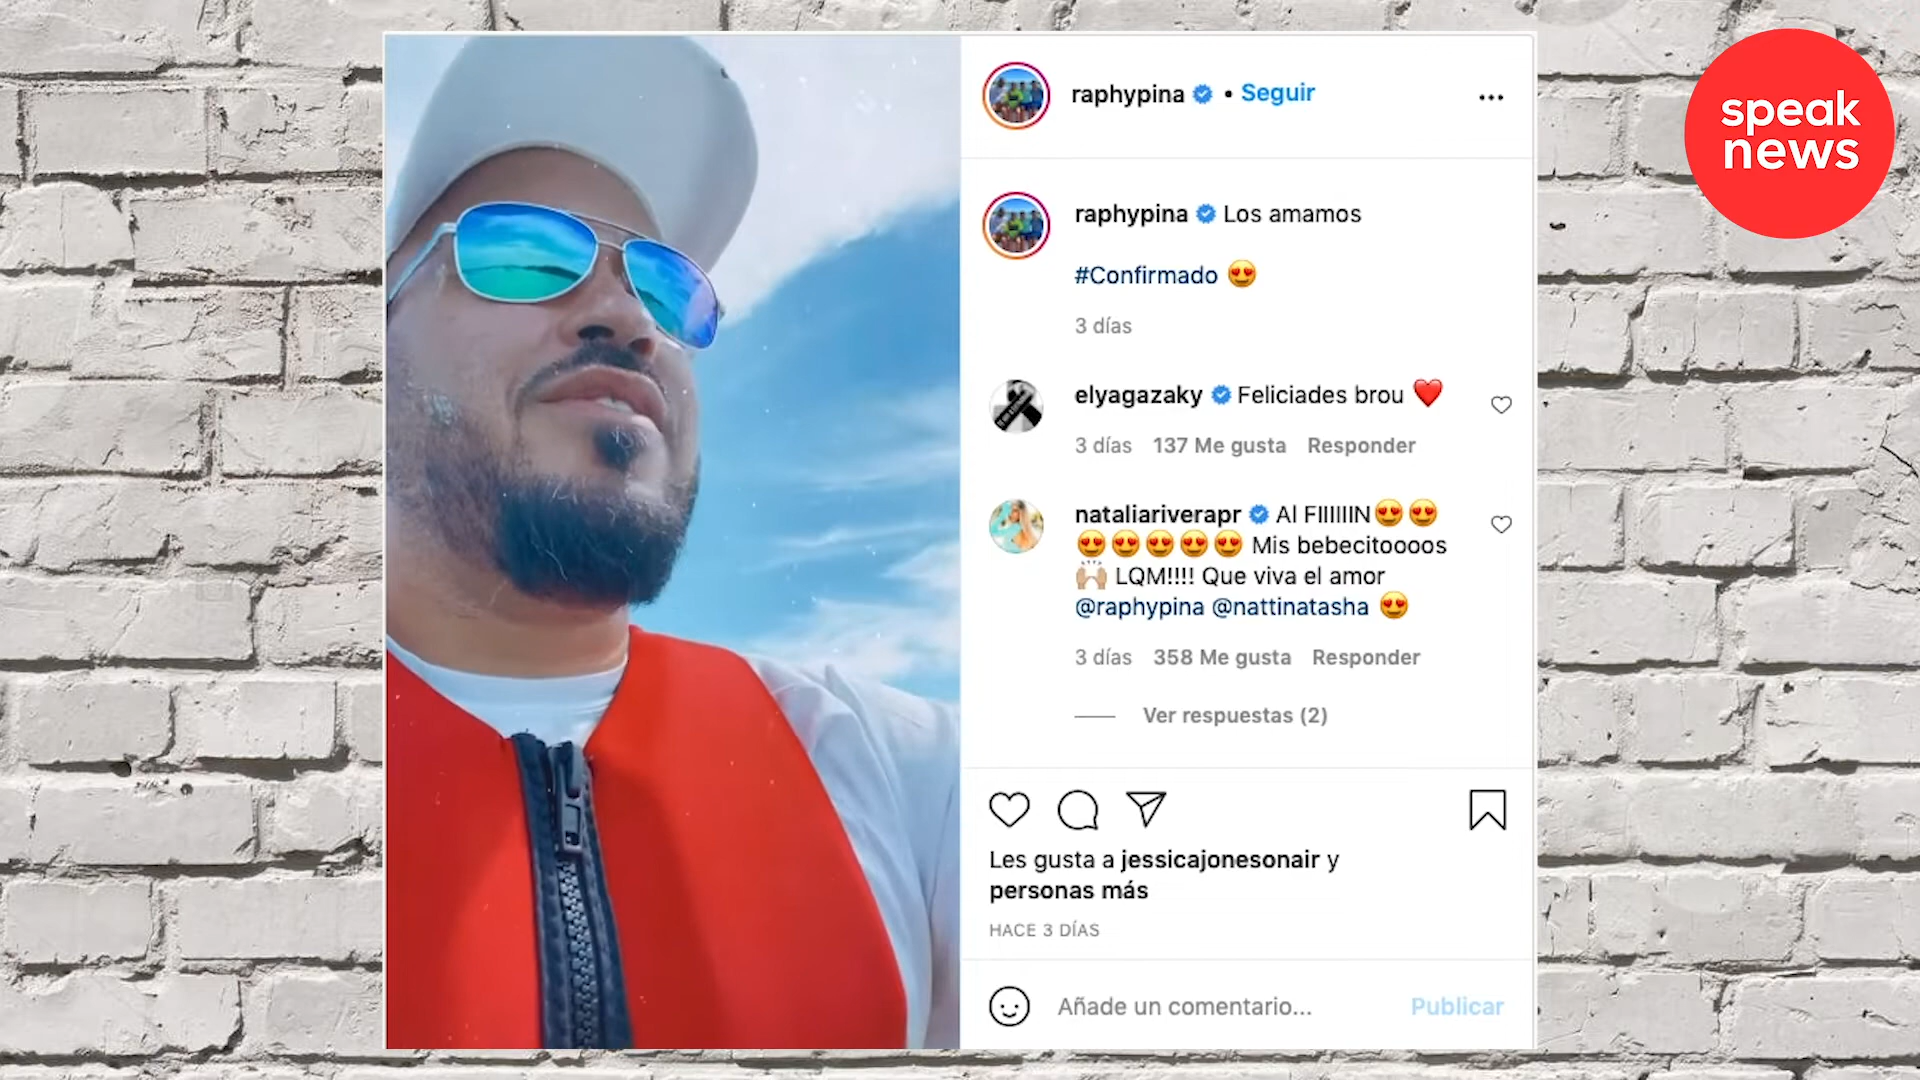 speak
news
raphypina • Seguir
raphypina Los amamos
#Confirmado 😍
3 días
elyagazaky Feliciades brou ❤️
3 días 137 Me gusta Responder
nataliariverapr Al FIIIIIIN😍😍
😍😍😍😍😍 Mis bebecitoooos
🙌🏼 LQM!!!! Que viva el amor
@raphypina @nattinatasha 😍
3 días 358 Me gusta Responder
Ver respuestas (2)
Les gusta a jessicajonesonair y
personas más
HACE 3 DÍAS
Añade un comentario... Publicar